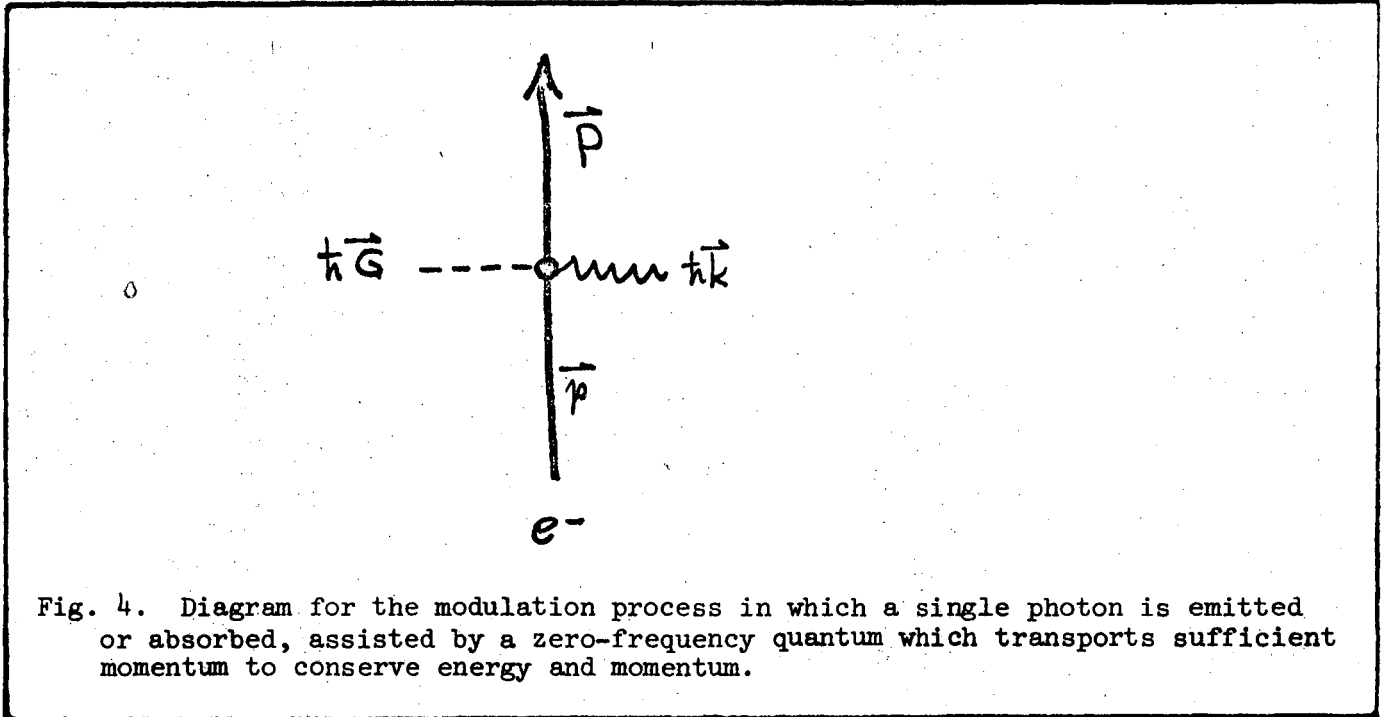 P⃗
ħG⃗
ħk⃗
p⃗
e⁻
Fig. 4. Diagram for the modulation process in which a single photon is emitted
or absorbed, assisted by a zero-frequency quantum which transports sufficient
momentum to conserve energy and momentum.